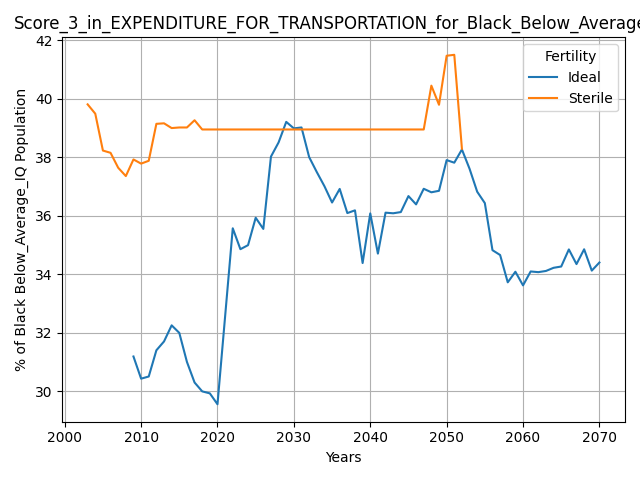 Score_3_in_EXPENDITURE_FOR_TRANSPORTATION_for_Black_Below_Average
Fertility
Ideal
Sterile
% of Black Below_Average_IQ Population
42
40
38
36
34
32
30
2000 2010 2020 2030 2040 2050 2060 2070
Years